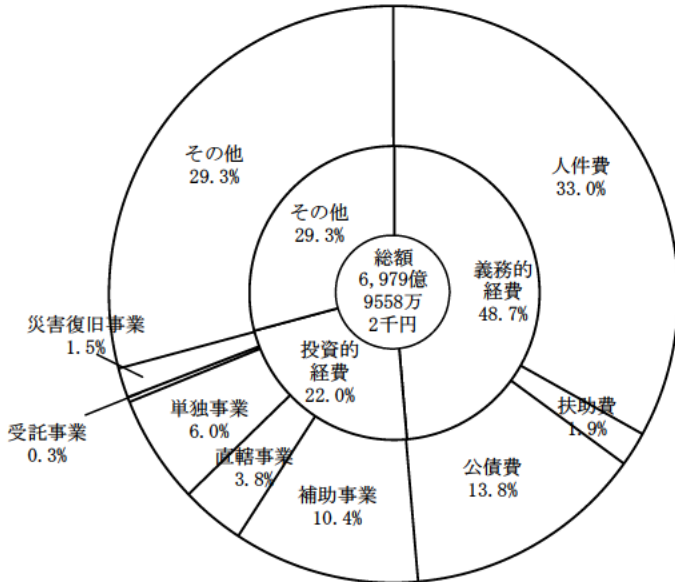 その他
29.3%
人件費
33.0%
その他
29.3%
総額
6,979億
9558万
2千円
義務的
経費
48.7%
災害復旧事業
1.5%
投資的
経費
22.0%
扶助費
1.9%
単独事業
6.0%
受託事業
0.3%
直轄事業
3.8%
公債費
13.8%
補助事業
10.4%